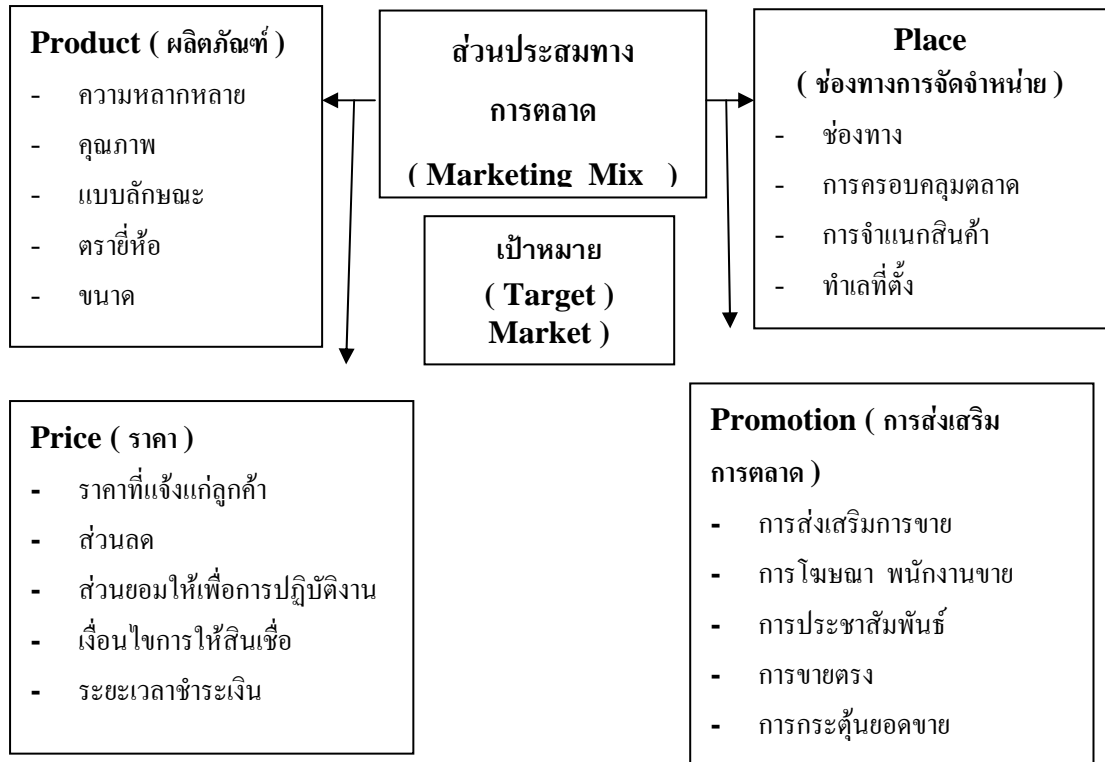 Product ( ผลิตภัณฑ์ )
- ความหลากหลาย
- คุณภาพ
- แบบลักษณะ
- ตรายี่ห้อ
- ขนาด
ส่วนประสมทาง
การตลาด
( Marketing Mix )
Place
( ช่องทางการจัดจำหน่าย )
- ช่องทาง
- การครอบคลุมตลาด
- การจำแนกสินค้า
- ทำเลที่ตั้ง
เป้าหมาย
( Target )
Market )
Price ( ราคา )
- ราคาที่แจ้งแก่ลูกค้า
- ส่วนลด
- ส่วนยอมให้เพื่อการปฏิบัติงาน
- เงื่อนไขการให้สินเชื่อ
- ระยะเวลาชำระเงิน
Promotion ( การส่งเสริม
การตลาด )
- การส่งเสริมการขาย
- การโฆษณา พนักงานขาย
- การประชาสัมพันธ์
- การขายตรง
- การกระตุ้นยอดขาย